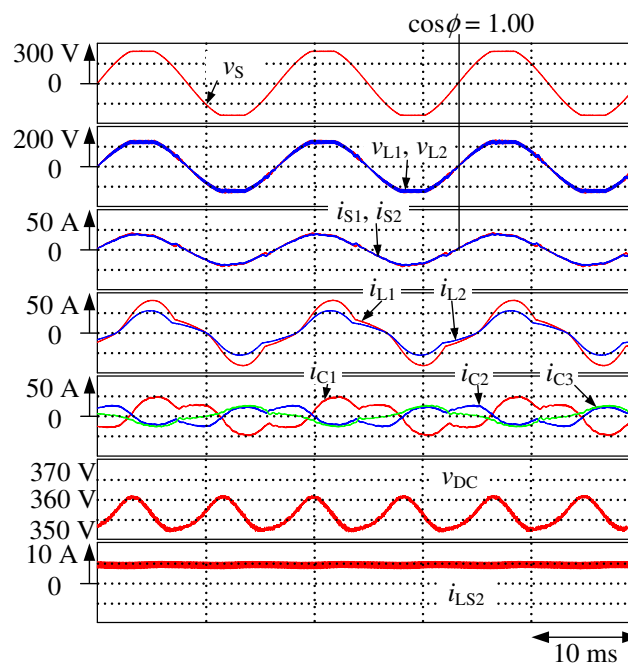 cosϕ = 1.00
300 V
0
vS
200 V
0
vL1, vL2
50 A
0
iS1, iS2
50 A
0
iL1
iL2
50 A
0
iC1
iC2
iC3
370 V
360 V
350 V
vDC
10 A
0
iLS2
10 ms